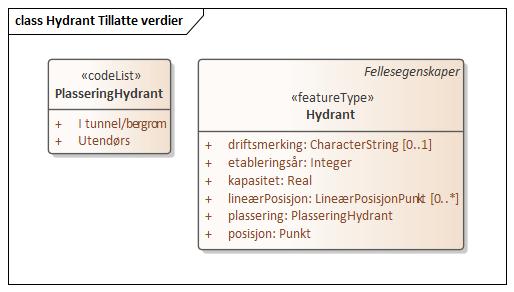 class Hydrant Tillatte verdier
«codeList»
PlasseringHydrant
+ I tunnel/bergrom
+ Utendørs
Fellesegenskaper
«featureType»
Hydrant
+ driftsmerking: CharacterString [0..1]
+ etableringsår: Integer
+ kapasitet: Real
+ lineærPosisjon: LineærPosisjonPunkt [0..*]
+ plassering: PlasseringHydrant
+ posisjon: Punkt